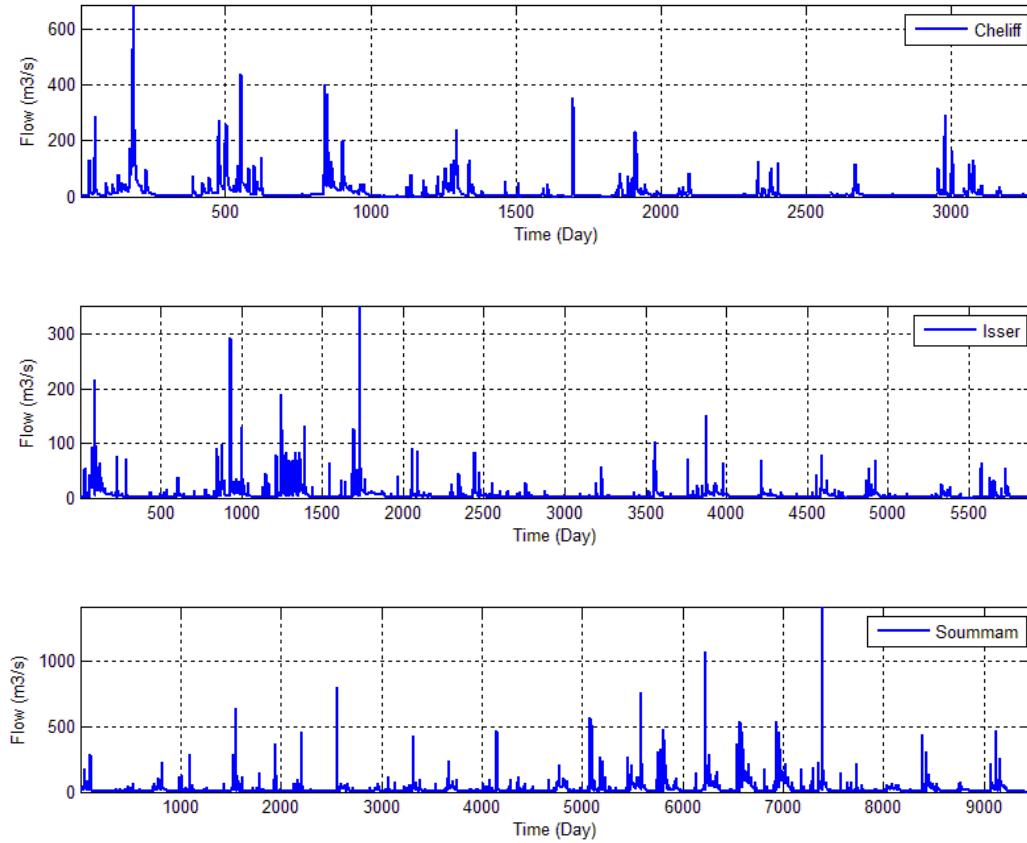 600
400
200
0
Flow (m3/s)
Cheliff
500 1000 1500 2000 2500 3000
Time (Day)
300
200
100
0
Flow (m3/s)
Isser
500 1000 1500 2000 2500 3000 3500 4000 4500 5000 5500
Time (Day)
1000
500
0
Flow (m3/s)
Soummam
1000 2000 3000 4000 5000 6000 7000 8000 9000
Time (Day)